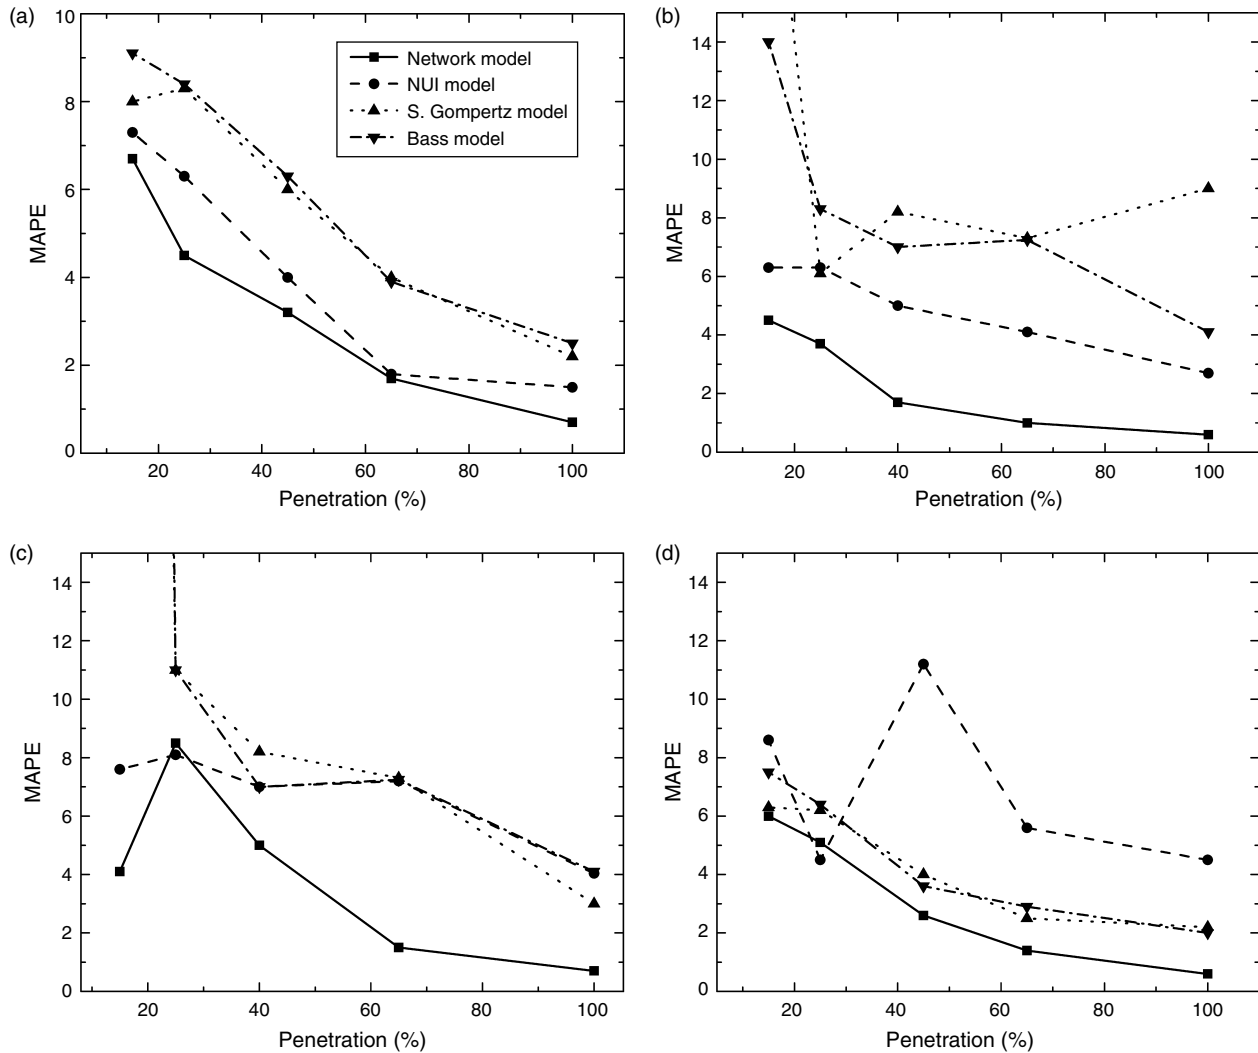 (a)
10
8
6
4
2
0
MAPE
20 40 60 80 100
Penetration (%)
Network model
NUI model
S. Gompertz model
Bass model
(b)
14
12
10
8
6
4
2
0
MAPE
20 40 60 80 100
Penetration (%)
(c)
14
12
10
8
6
4
2
0
MAPE
20 40 60 80 100
Penetration (%)
(d)
14
12
10
8
6
4
2
0
MAPE
20 40 60 80 100
Penetration (%)